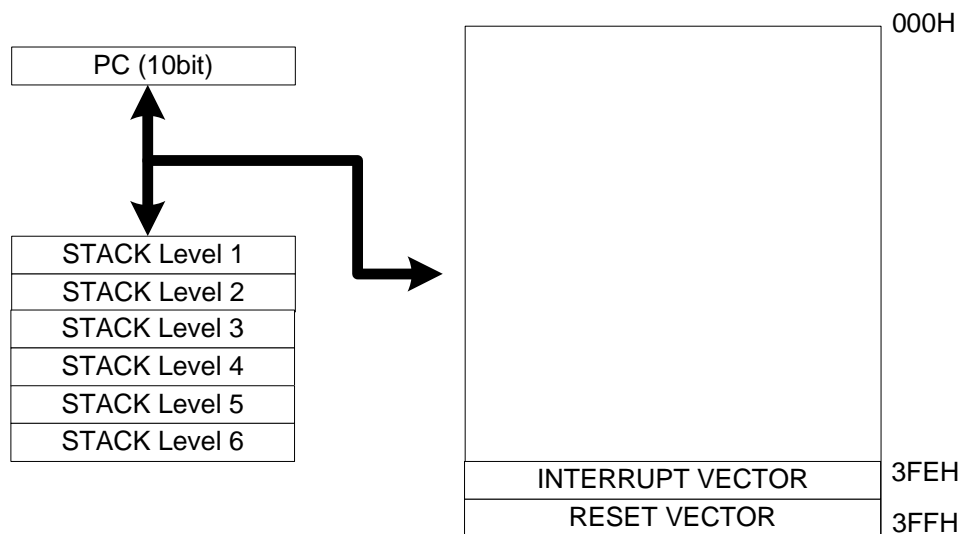 000H
PC (10bit)
STACK Level 1
STACK Level 2
STACK Level 3
STACK Level 4
STACK Level 5
STACK Level 6
INTERRUPT VECTOR
3FEH
RESET VECTOR
3FFH